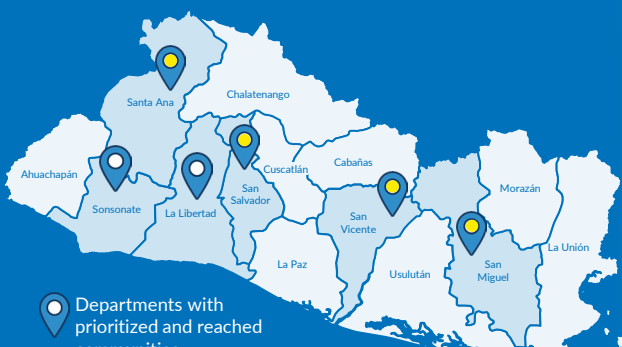 Chalatenango
Santa Ana
Cabañas
Cuscatlán
Ahuachapán
Morazán
San
Salvador
Sonsonate
La Libertad
San
Vicente
La Unión
La Paz
Usulután
San
Miguel
Departments with
prioritized and reached